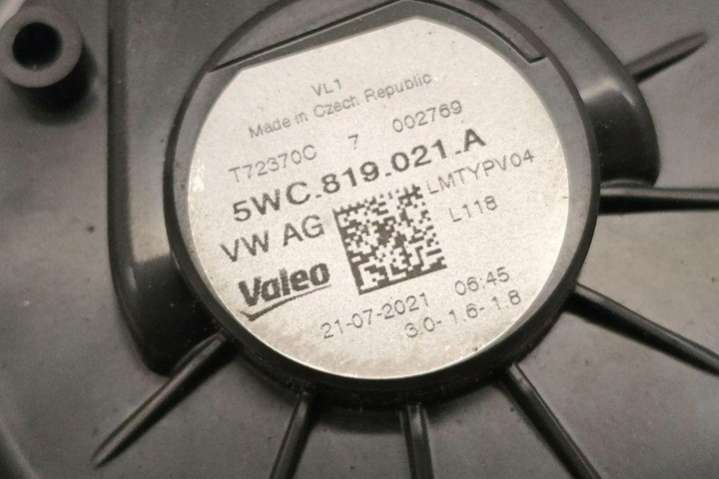 VL1
Made in Czech Republic
T72370C 7 002769
5WC.819.021.A
VW AG LMTYPV04
L118
Valeo
21-07-2021 06:45
3.0- 1.6- 1.8